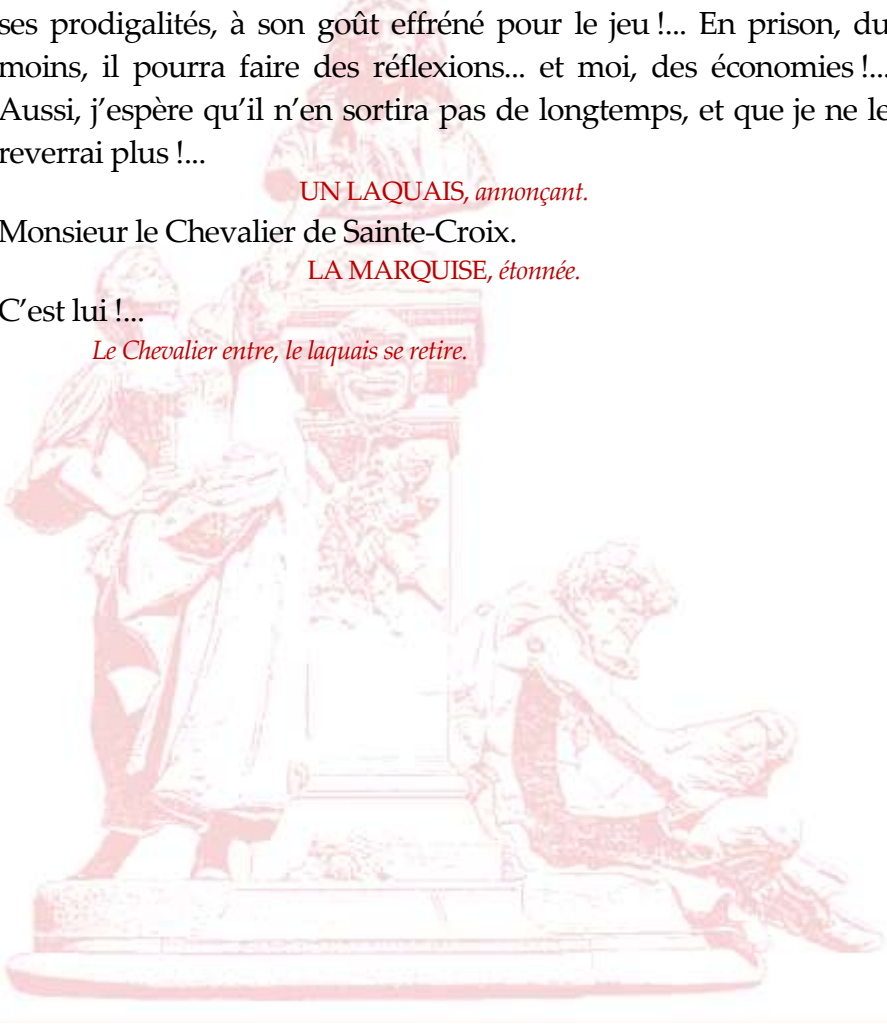 ses prodigalités, à son goût effréné pour le jeu !... En prison, du
moins, il pourra faire des réflexions... et moi, des économies !...
Aussi, j’espère qu’il n’en sortira pas de longtemps, et que je ne le
reverrai plus !...
UN LAQUAIS, annonçant.
Monsieur le Chevalier de Sainte-Croix.
LA MARQUISE, étonnée.
C’est lui !...
Le Chevalier entre, le laquais se retire.